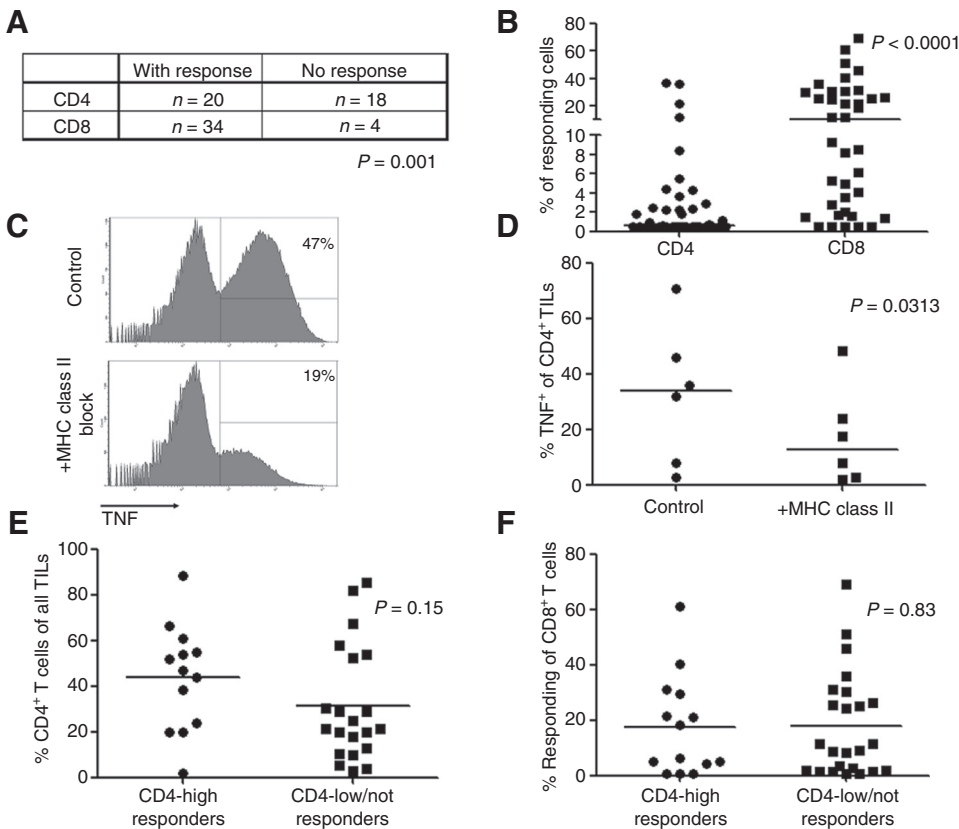 A
With response No response
CD4 n = 20 n = 18
CD8 n = 34 n = 4
P = 0.001
B
% of responding cells
80
60
40
20
10
8
6
4
2
0
P < 0.0001
CD4 CD8
C
Control
47%
+MHC class II
block
19%
TNF
D
% TNF+ of CD4+ TILs
80
60
40
20
0
P = 0.0313
Control +MHC class II
E
% CD4+ T cells of all TILs
100
80
60
40
20
0
P = 0.15
CD4-high
responders
CD4-low/not
responders
F
% Responding of CD8+ T cells
80
60
40
20
0
P = 0.83
CD4-high
responders
CD4-low/not
responders